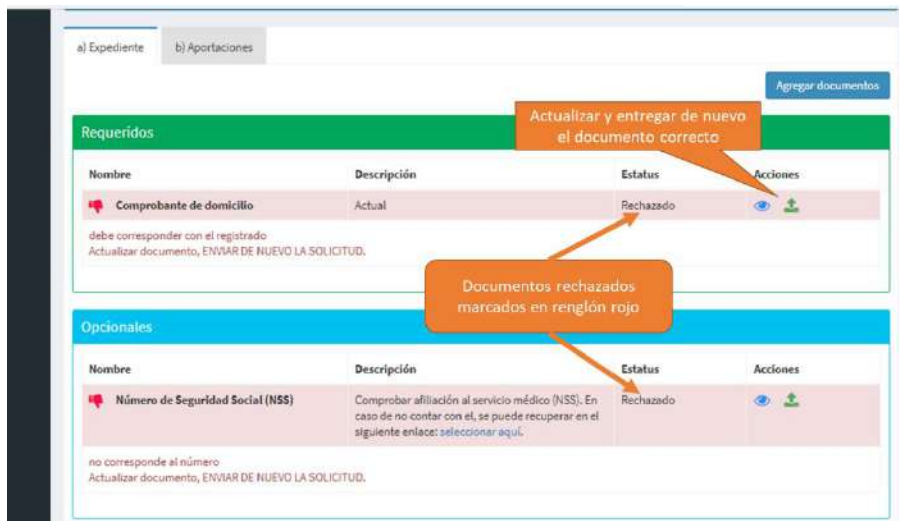 a) Expediente b) Aportaciones
Agregar documentos
Actualizar y entregar de nuevo
el documento correcto
Requeridos
Nombre Descripción Estatus Acciones
Comprobante de domicilio Actual Rechazado
debe corresponder con el registrado
Actualizar documento, ENVIAR DE NUEVO LA SOLICITUD.
Documentos rechazados
marcados en renglón rojo
Opcionales
Nombre Descripción Estatus Acciones
Número de Seguridad Social (NSS) Comprobar afiliación al servicio médico (NSS). En Rechazado
caso de no contar con el, se puede recuperar en el
siguiente enlace: seleccionar aquí.
no corresponde al número
Actualizar documento, ENVIAR DE NUEVO LA SOLICITUD.